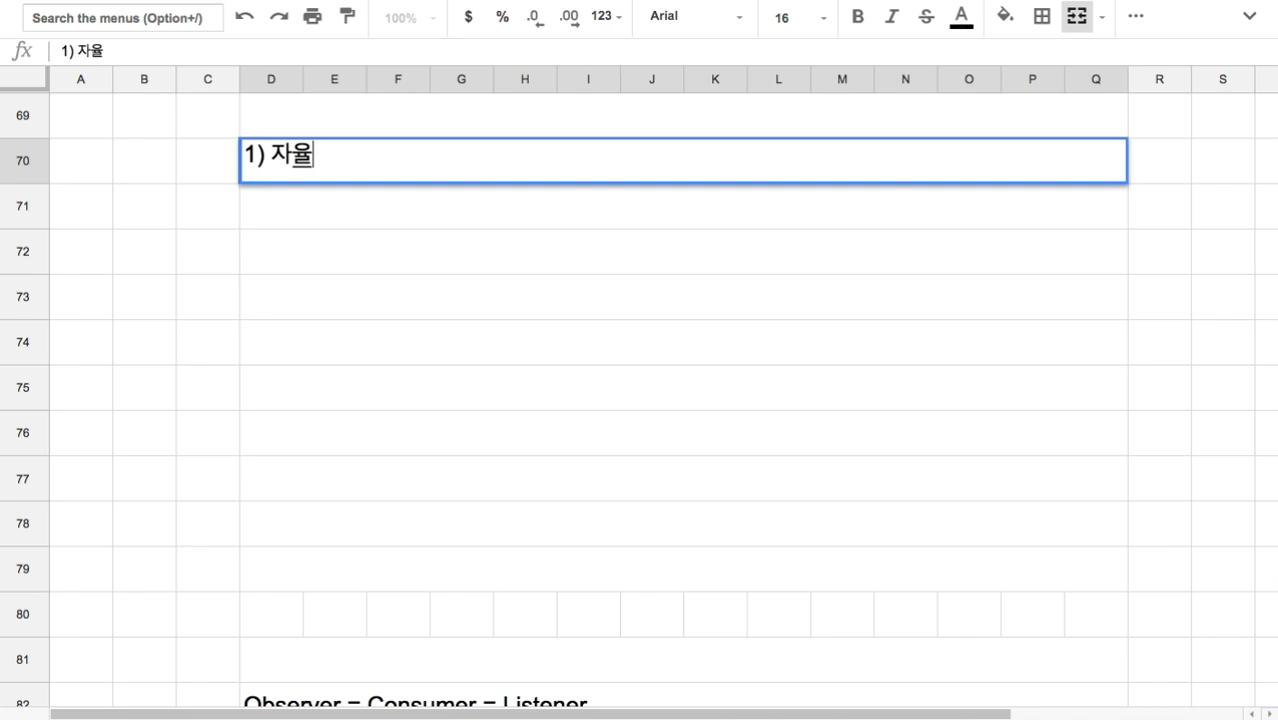 Search the menus (Option+/)
100%
$ % .0 .00 123
Arial
16
B I S A
fx 1) 자율
A B C D E F G H I J K L M N O P Q R S
69
70 1) 자율
71
72
73
74
75
76
77
78
79
80
81
82 Observer = Consumer = Listener